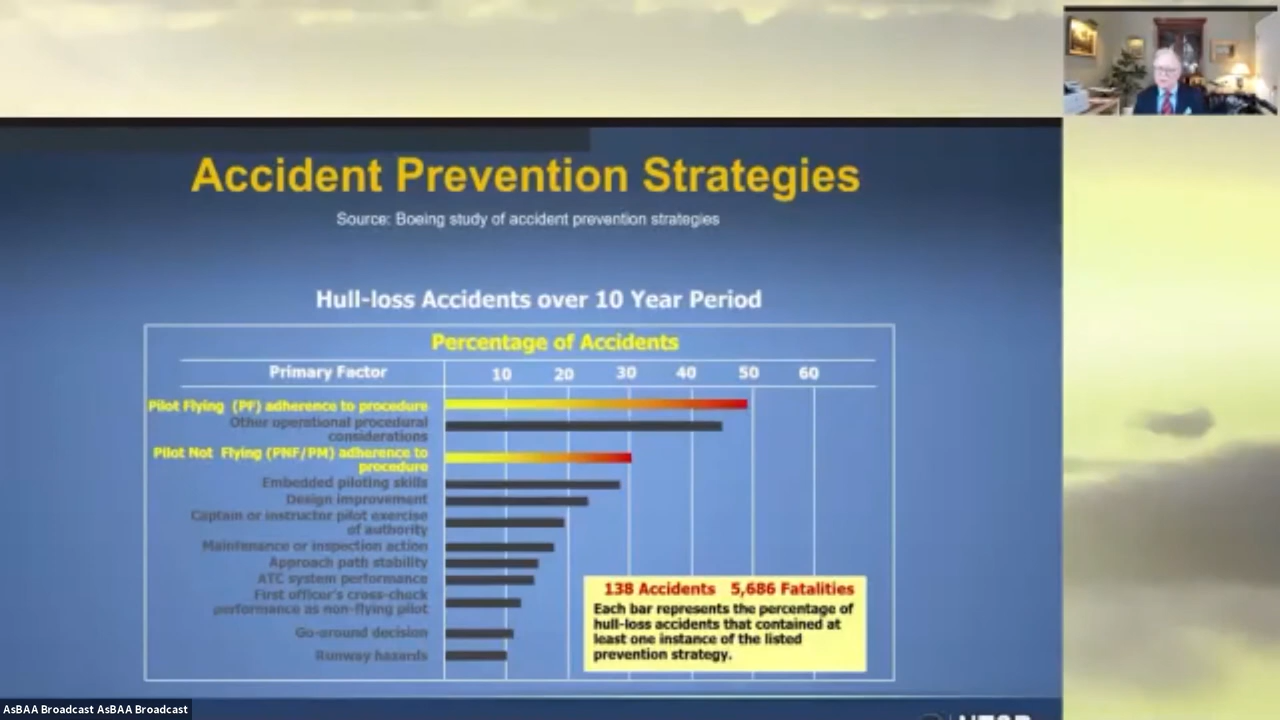 Accident Prevention Strategies
Source: Boeing study of accident prevention strategies
Hull-loss Accidents over 10 Year Period
Percentage of Accidents
Primary Factor 10 20 30 40 50 60
Pilot Flying (PF) adherence to procedure
Other operational procedural
considerations
Pilot Not Flying (PNF/PM) adherence to
procedure
Embedded piloting skills
Design improvement
Captain or instructor pilot exercise
of authority
Maintenance or inspection action
Approach path stability
ATC system performance
First officer's cross-check
performance as non-flying pilot
Go-around decision
Runway hazards
138 Accidents 5,686 Fatalities
Each bar represents the percentage of
hull-loss accidents that contained at
least one instance of the listed
prevention strategy.
AsBAA Broadcast AsBAA Broadcast